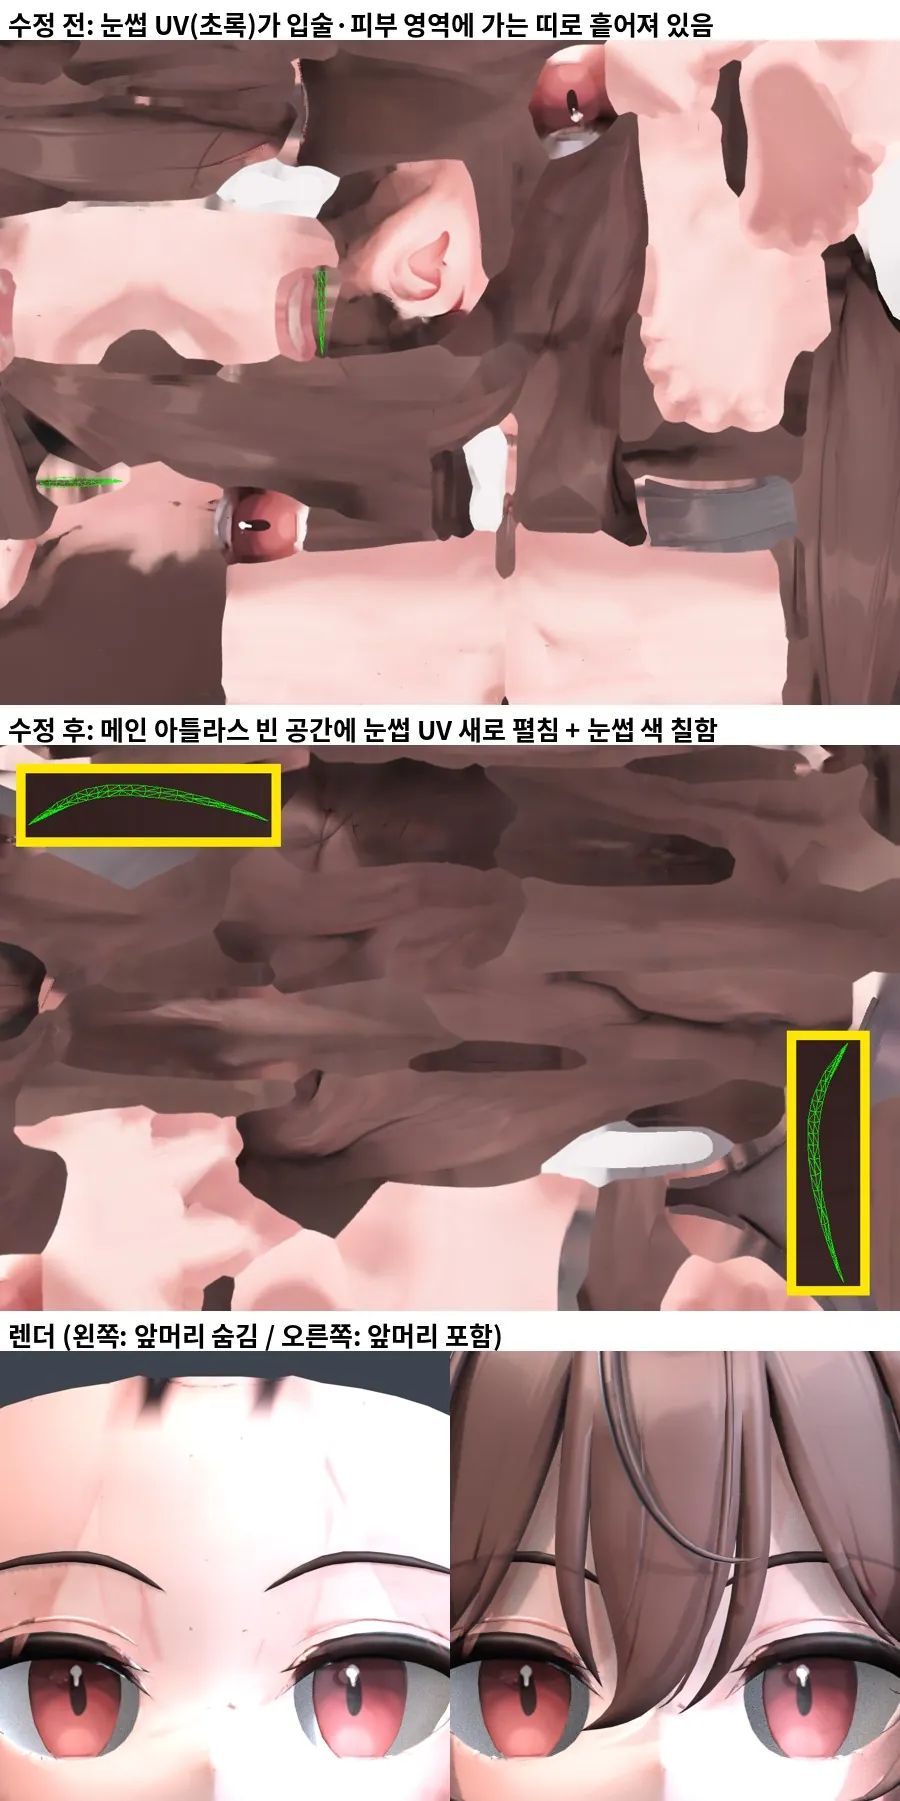 수정 전: 눈썹 UV(초록)가 입술·피부 영역에 가는 띠로 흩어져 있음
수정 후: 메인 아틀라스 빈 공간에 눈썹 UV 새로 펼침 + 눈썹 색 칠함
렌더 (왼쪽: 앞머리 숨김 / 오른쪽: 앞머리 포함)